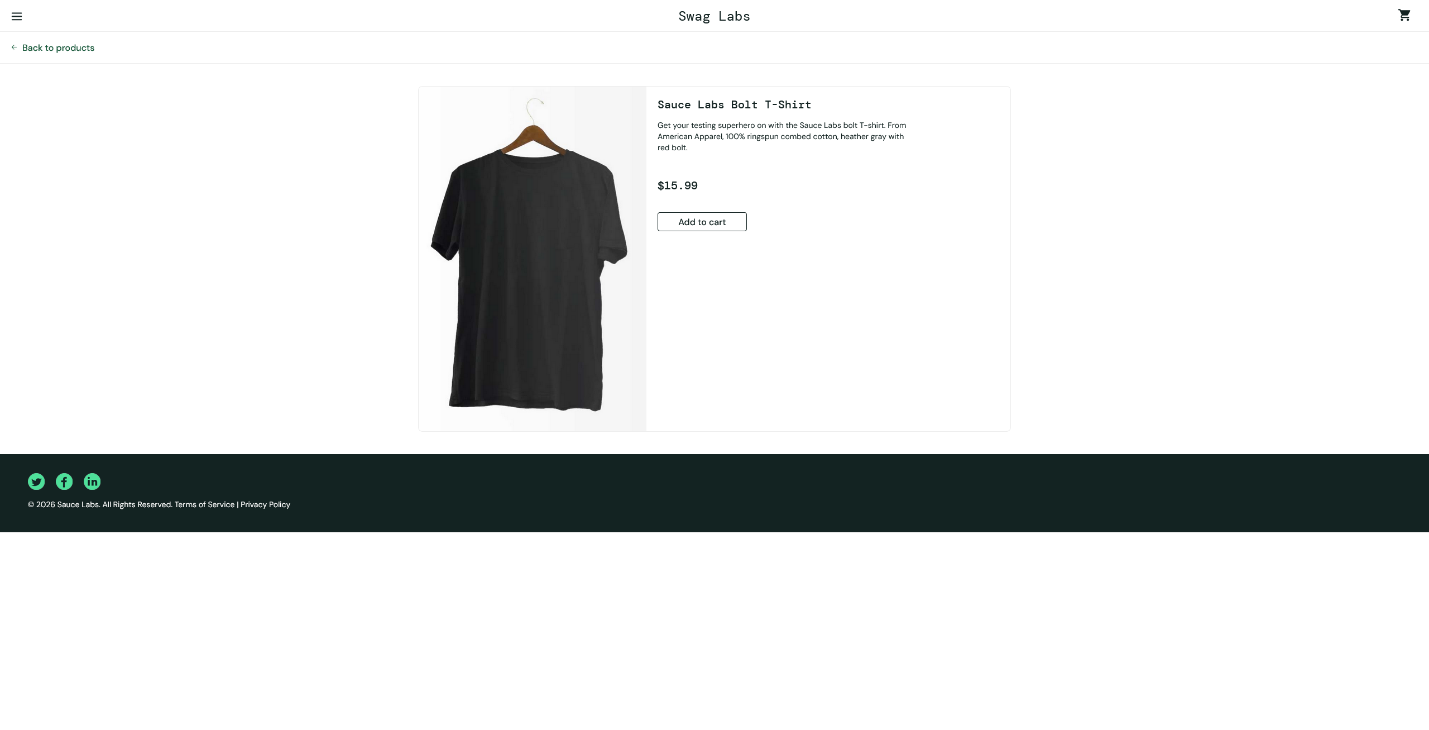 Swag Labs
Back to products
Sauce Labs Bolt T-Shirt
Get your testing superhero on with the Sauce Labs bolt T-shirt. From
American Apparel, 100% ringspun combed cotton, heather gray with
red bolt.
$15.99
Add to cart
© 2026 Sauce Labs. All Rights Reserved. Terms of Service | Privacy Policy